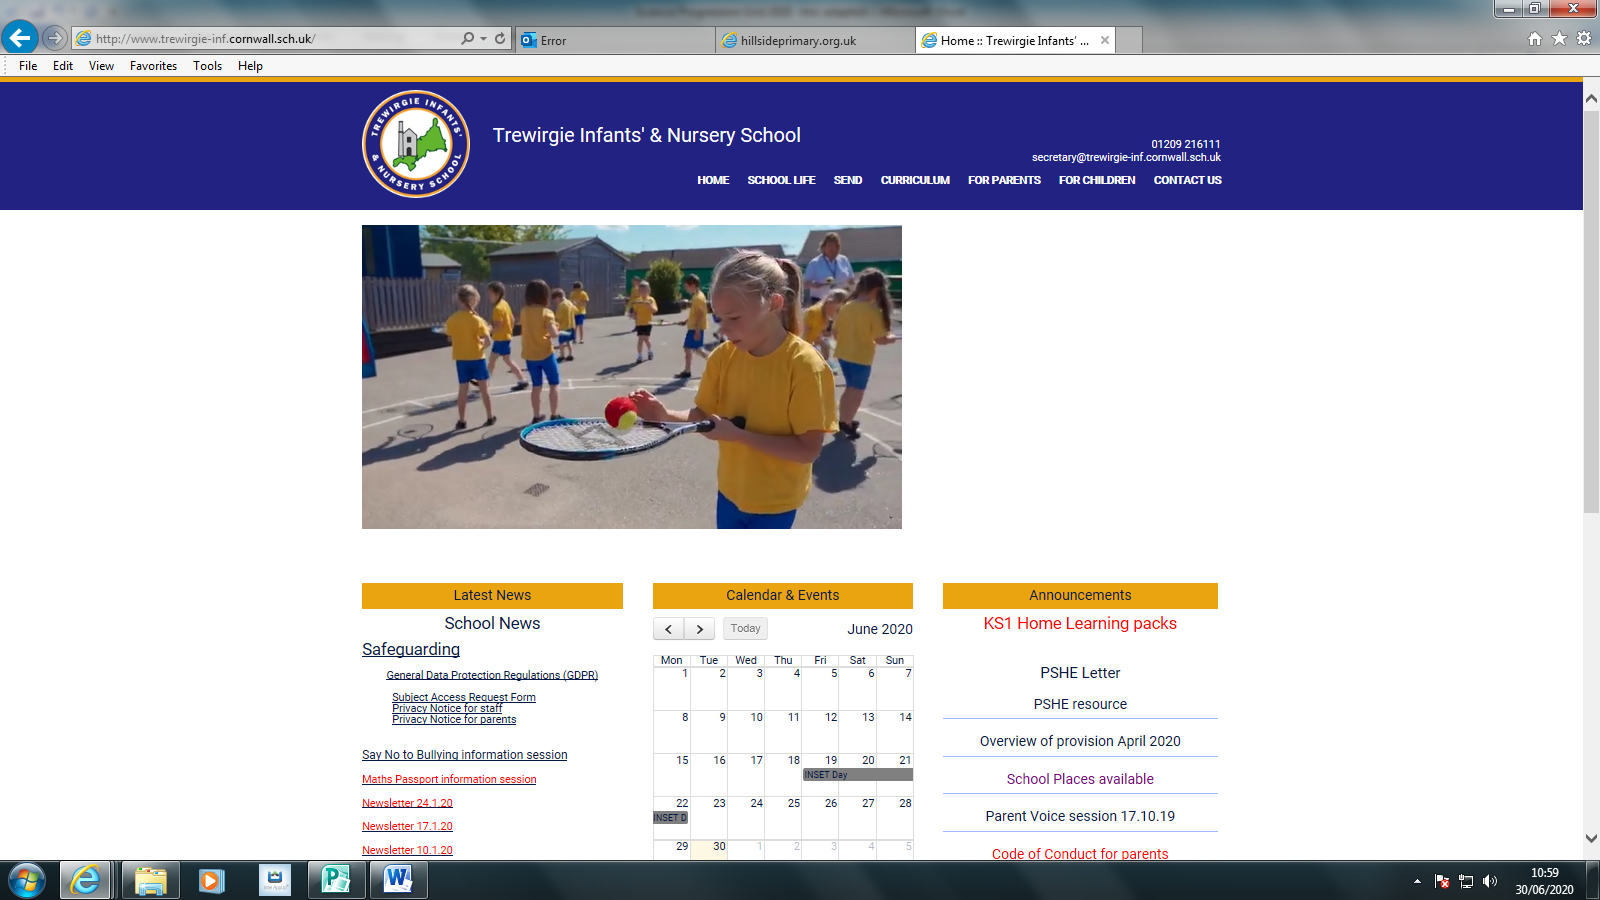 http://www.trewirgie-inf.cornwall.sch.uk/
Error
hillsideprimary.org.uk
Home :: Trewirgie Infants' ...
File Edit View Favorites Tools Help
TREWIRGIE INFANTS' & NURSERY SCHOOL
Trewirgie Infants' & Nursery School
01209 216111
secretary@trewirgie-inf.cornwall.sch.uk
HOME SCHOOL LIFE SEND CURRICULUM FOR PARENTS FOR CHILDREN CONTACT US
Latest News
School News
Safeguarding
General Data Protection Regulations (GDPR)
Subject Access Request Form
Privacy Notice for staff
Privacy Notice for parents
Say No to Bullying information session
Maths Passport information session
Newsletter 24.1.20
Newsletter 17.1.20
Newsletter 10.1.20
Calendar & Events
Today June 2020
Mon Tue Wed Thu Fri Sat Sun
1 2 3 4 5 6 7
8 9 10 11 12 13 14
15 16 17 18 19 20 21
INSET Day
22 23 24 25 26 27 28
INSET D
29 30 1 2 3 4 5
Announcements
KS1 Home Learning packs
PSHE Letter
PSHE resource
Overview of provision April 2020
School Places available
Parent Voice session 17.10.19
Code of Conduct for parents
10:59
30/06/2020